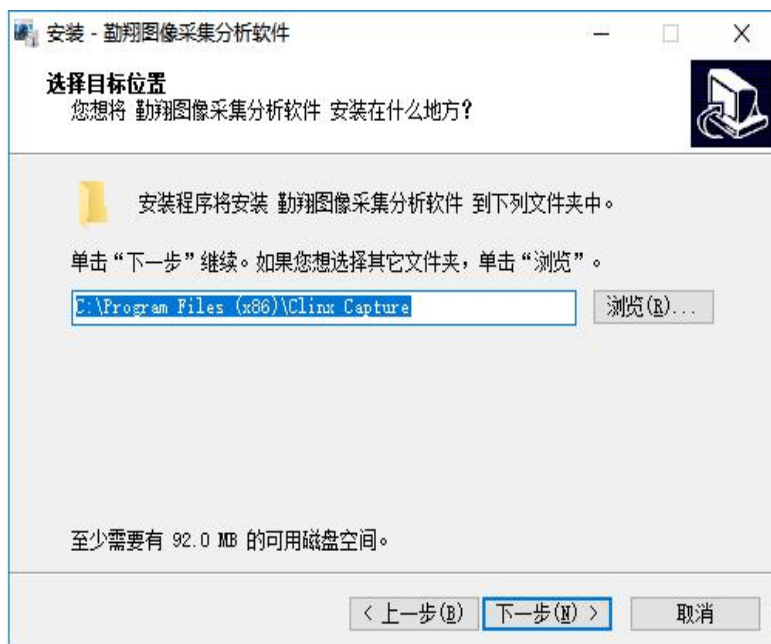 安装 - 勤翔图像采集分析软件
选择目标位置
您想将 勤翔图像采集分析软件 安装在什么地方？
安装程序将安装 勤翔图像采集分析软件 到下列文件夹中。
单击“下一步”继续。如果您想选择其它文件夹，单击“浏览”。
C:\Program Files (x86)\Clinx Capture
浏览(R)...
至少需要有 92.0 MB 的可用磁盘空间。
< 上一步(B)
下一步(N) >
取消